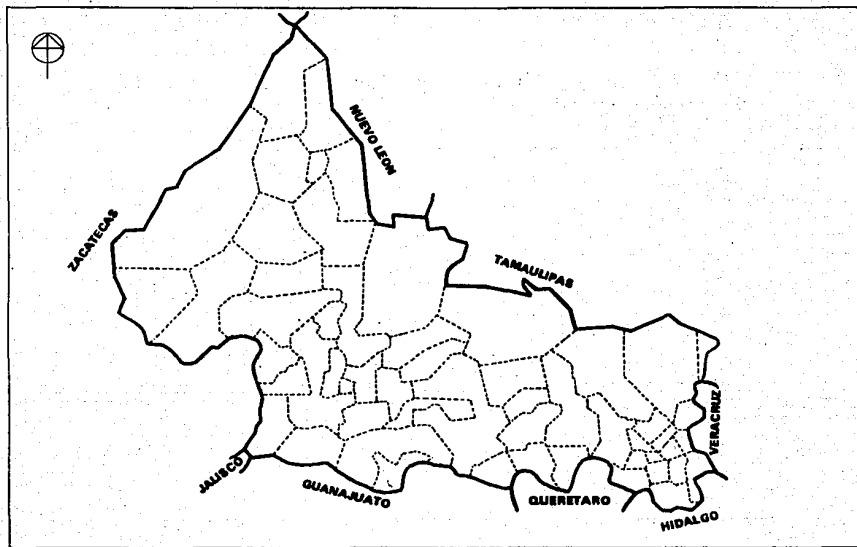 NUEVO LEON
ZACATECAS
TAMAULIPAS
VERACRUZ
JALISCO
GUANAJUATO
QUERETARO
HIDALGO